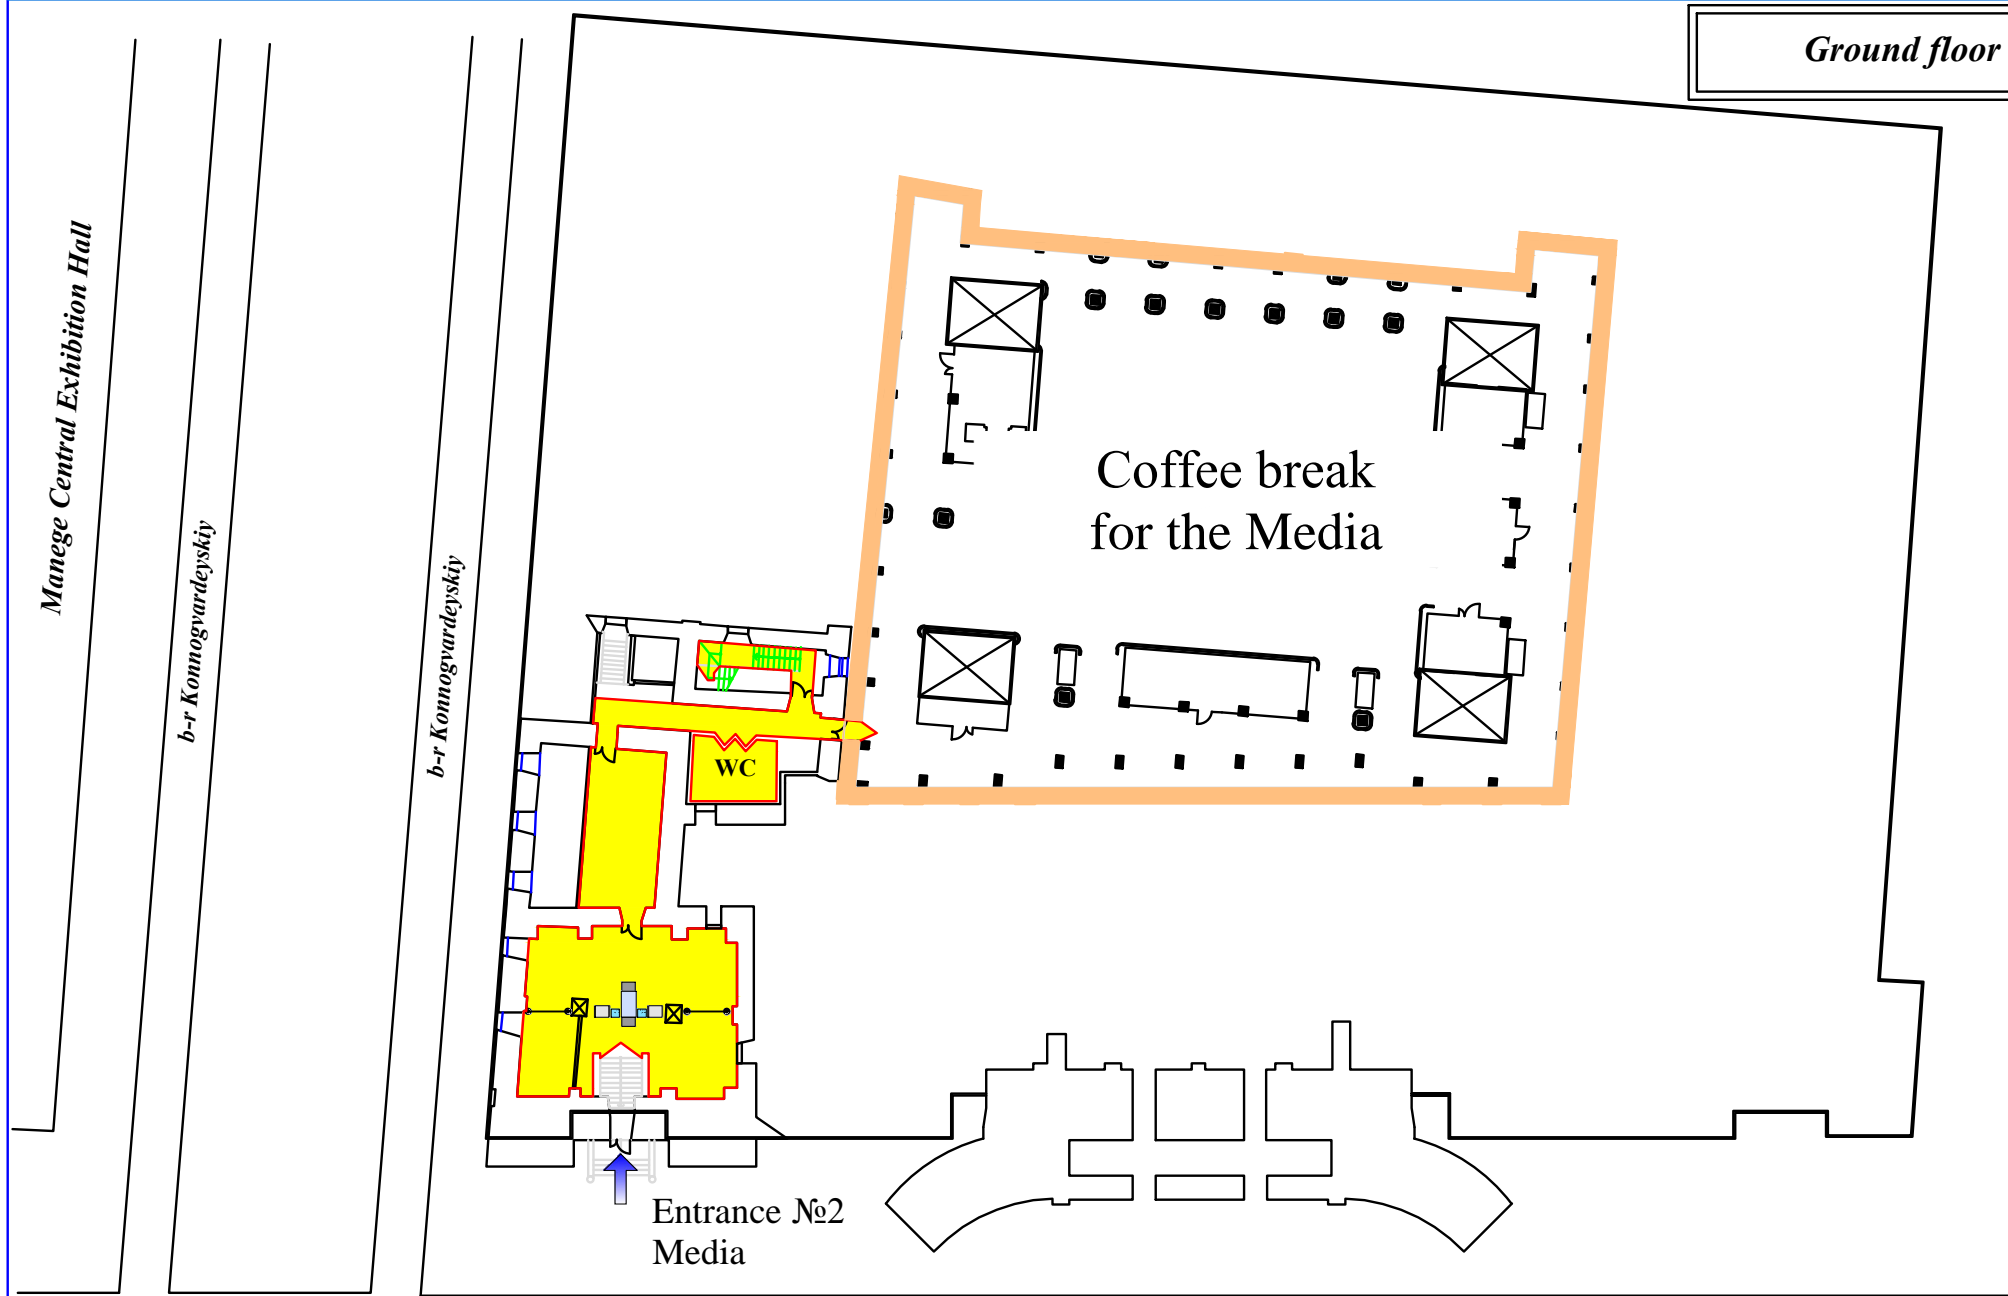 Ground floor
Manege Central Exhibition Hall
b-r Konnogvardeyskiy
b-r Konnogvardeyskiy
Coffee break
for the Media
WC
Entrance №2
Media